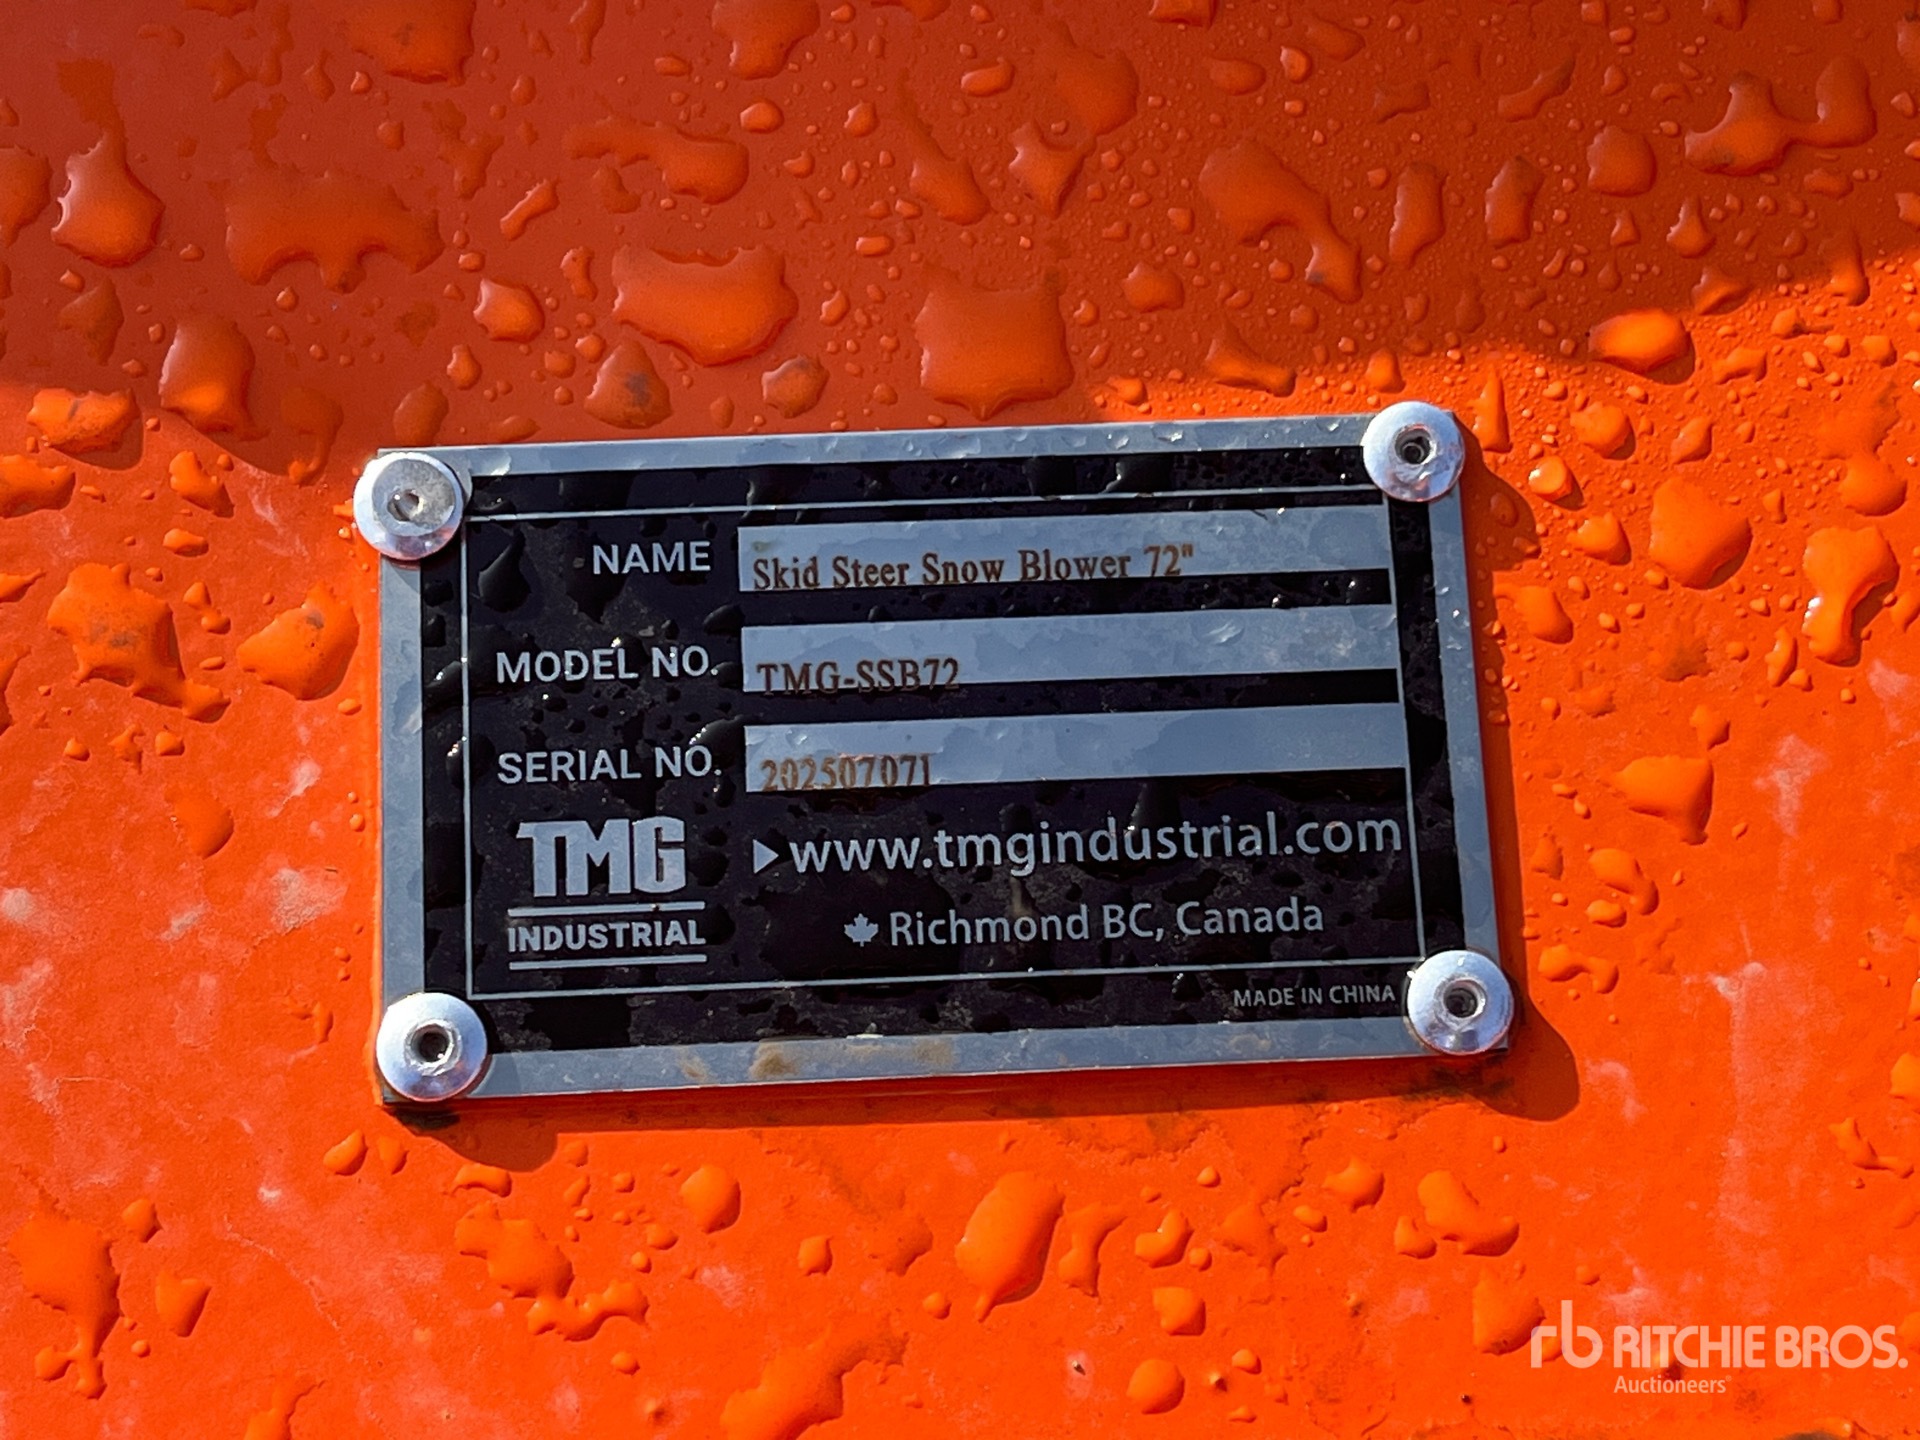 NAME Skid Steer Snow Blower 72"
MODEL NO. TMG-SSB72
SERIAL NO. 202507071
TMG
INDUSTRIAL
www.tmgindustrial.com
Richmond BC, Canada
MADE IN CHINA
rb RITCHIE BROS.
Auctioneers